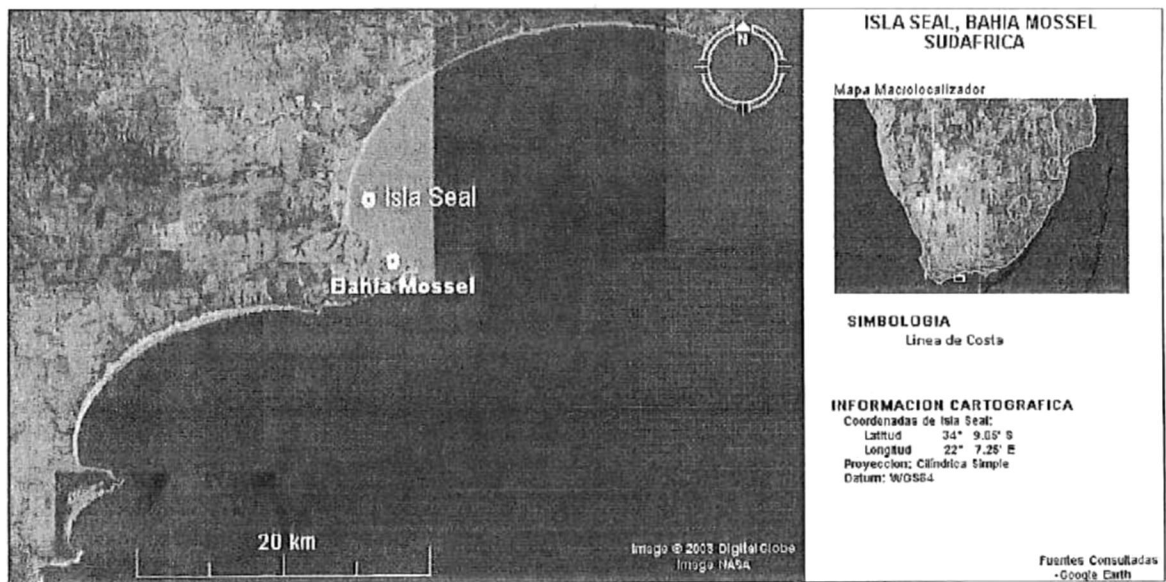 N
Isla Seal
Bahia Mossel
20 km
Image © 2008 DigitalGlobe
Image NASA
ISLA SEAL, BAHIA MOSSEL
SUDAFRICA
Mapa Macrolocalizador
SIMBOLOGIA
Linea de Costa
INFORMACION CARTOGRAFICA
Coordenadas de Isla Seal:
Latitud 34° 9.05' S
Longitud 22° 7.25' E
Proyeccion: Cilíndrica Simple
Datum: WGS84
Fuentes Consultadas
-Google Earth